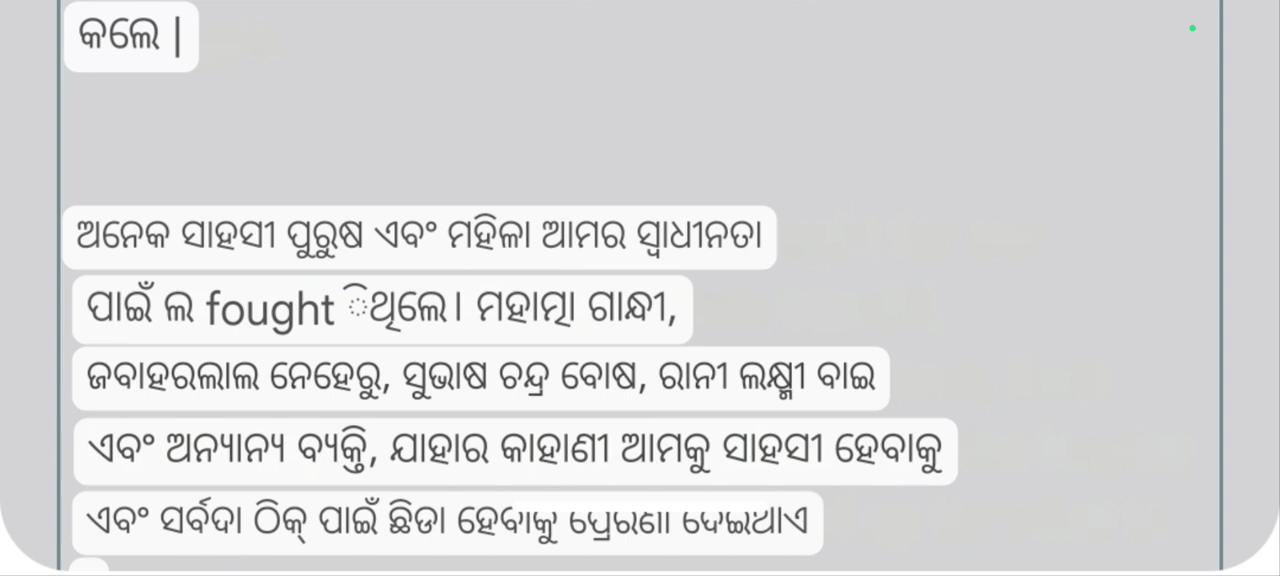 କଲେ |
ଅନେକ ସାହସୀ ପୁରୁଷ ଏବଂ ମହିଳା ଆମର ସ୍ୱାଧୀନତା
ପାଇଁ ଲ fought ିଥିଲେ। ମହାତ୍ମା ଗାନ୍ଧୀ,
ଜବାହରଲାଲ ନେହେରୁ, ସୁଭାଷ ଚନ୍ଦ୍ର ବୋଷ, ରାନୀ ଲକ୍ଷ୍ମୀ ବାଇ
ଏବଂ ଅନ୍ୟାନ୍ୟ ବ୍ୟକ୍ତି, ଯାହାର କାହାଣୀ ଆମକୁ ସାହସୀ ହେବାକୁ
ଏବଂ ସର୍ବଦା ଠିକ୍ ପାଇଁ ଛିଡା ହେବାକୁ ପ୍ରେରଣା ଦେଇଥାଏ